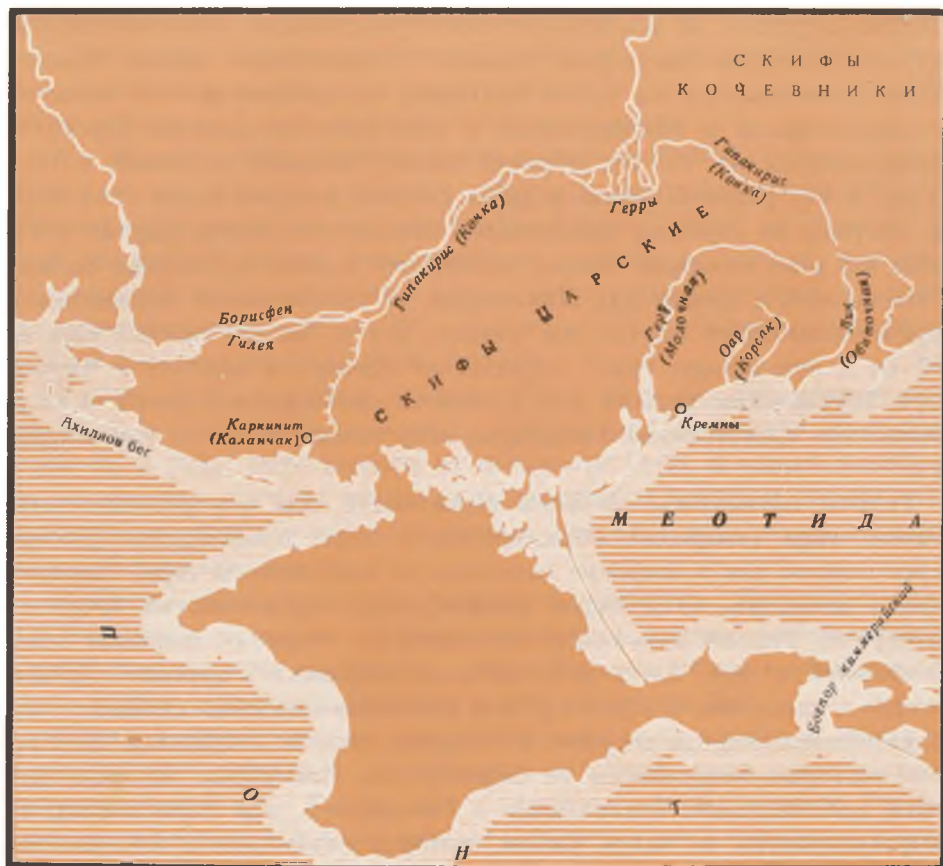 СКИФЫ
КОЧЕВНИКИ
Гипакирис
(Конка)
Герры
Гипакирис (Конка)
СКИФЫ ЦАРСКИЕ
Борисфен
Гилея
Герр
(Молочная)
Оар
(Корсак)
(Обиточная)
Каркинит
(Каланчак)
Кремны
Ахиллов бег
МЕОТИДА
Боспор киммерийский
П
О
Н
Т